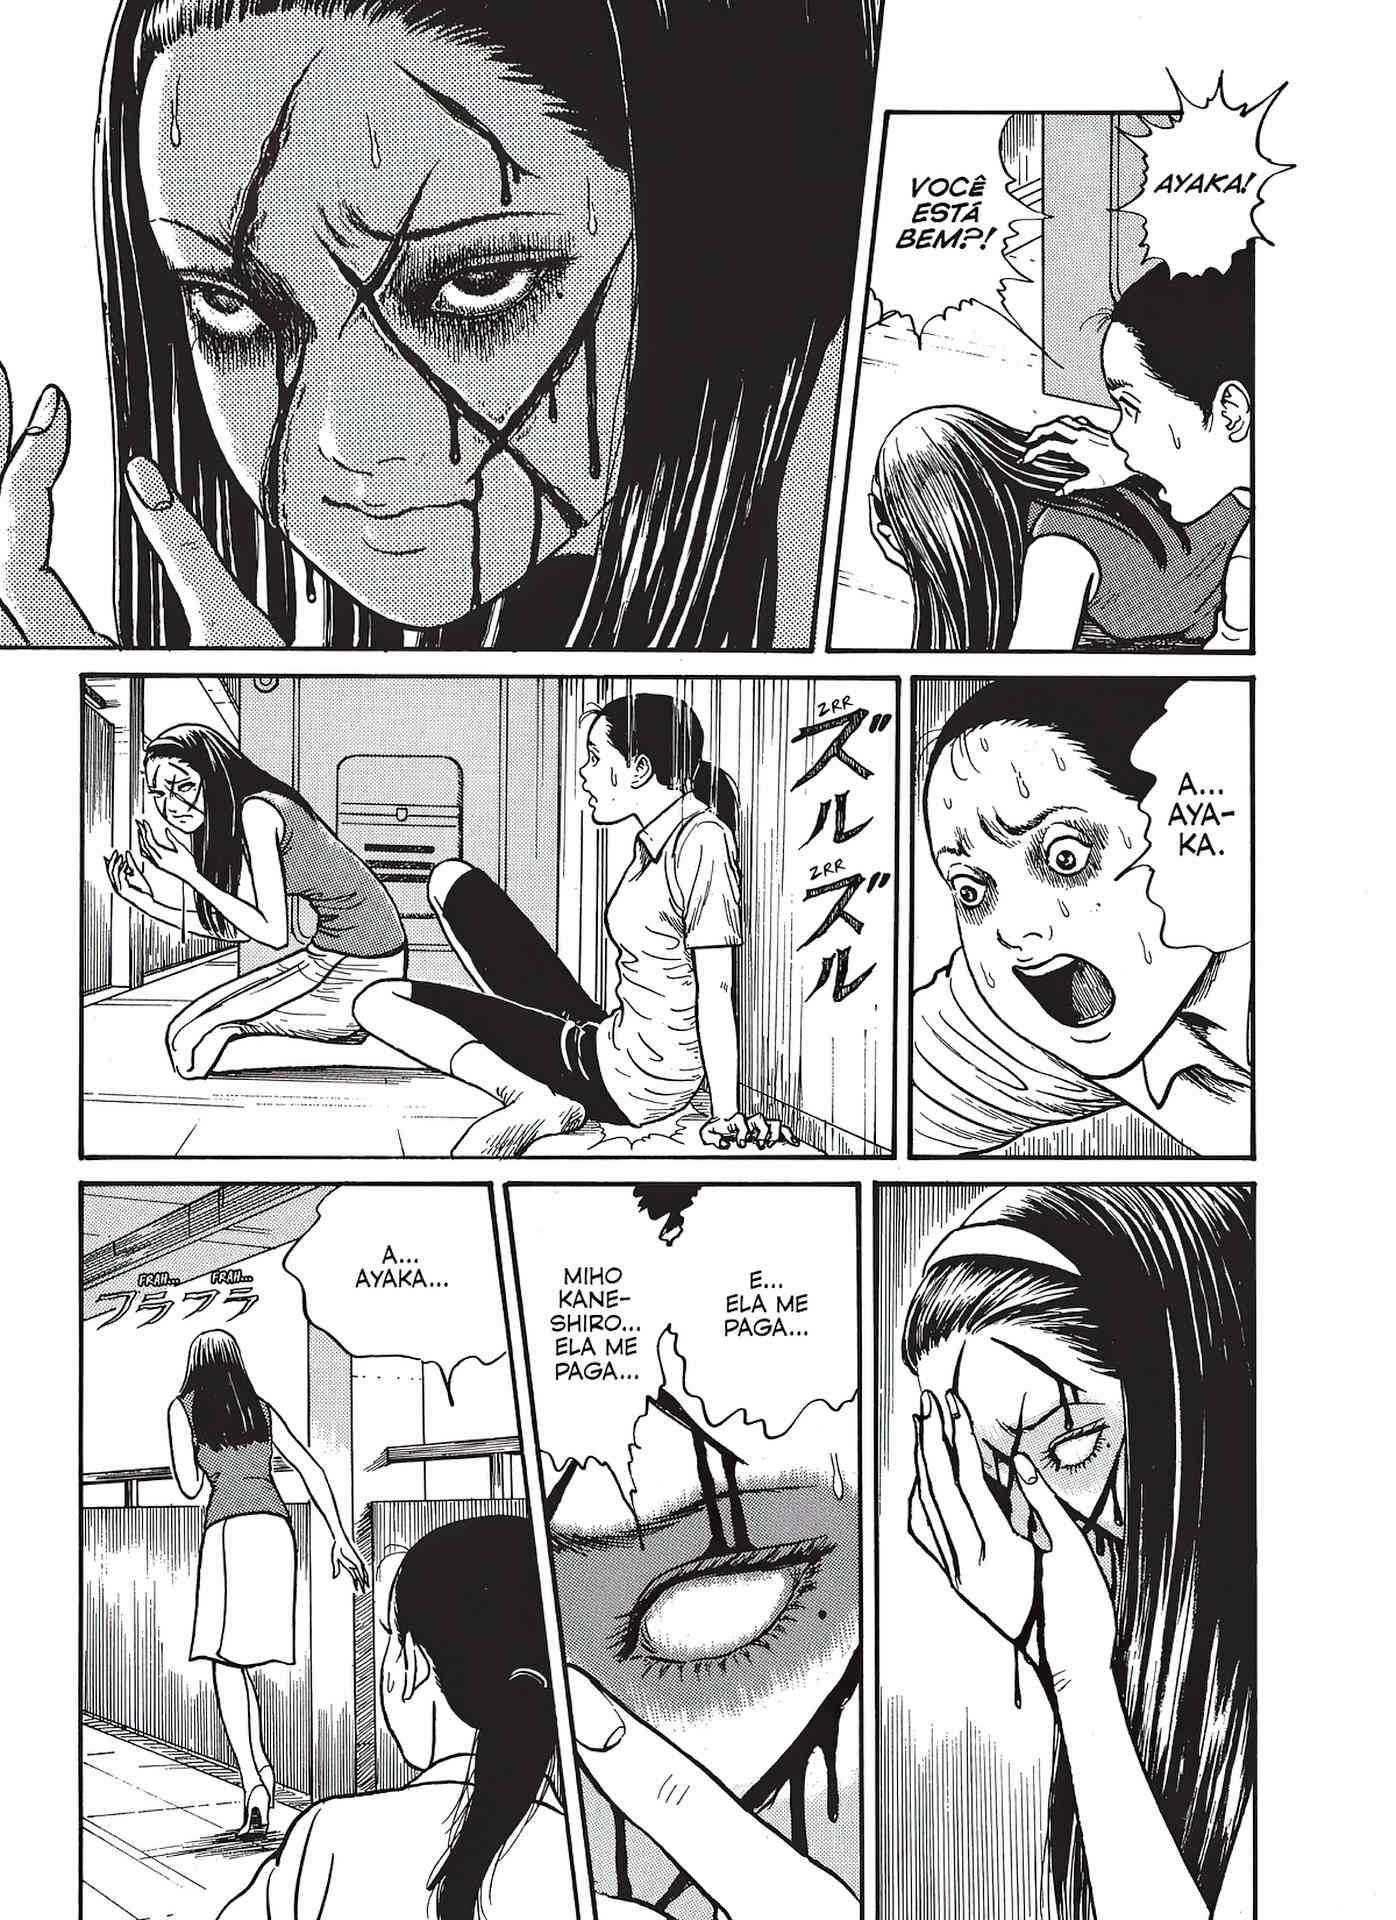 AYAKA!
VOCÊ
ESTÁ
BEM?!
A...
AYA-
KA.
ZRR
ズル
ZRR
ズル
E...
ELA ME
PAGA...
MIHO
KANE-
SHIRO...
ELA ME
PAGA...
A...
AYAKA...
FRAH... FRAH...
フラフラ